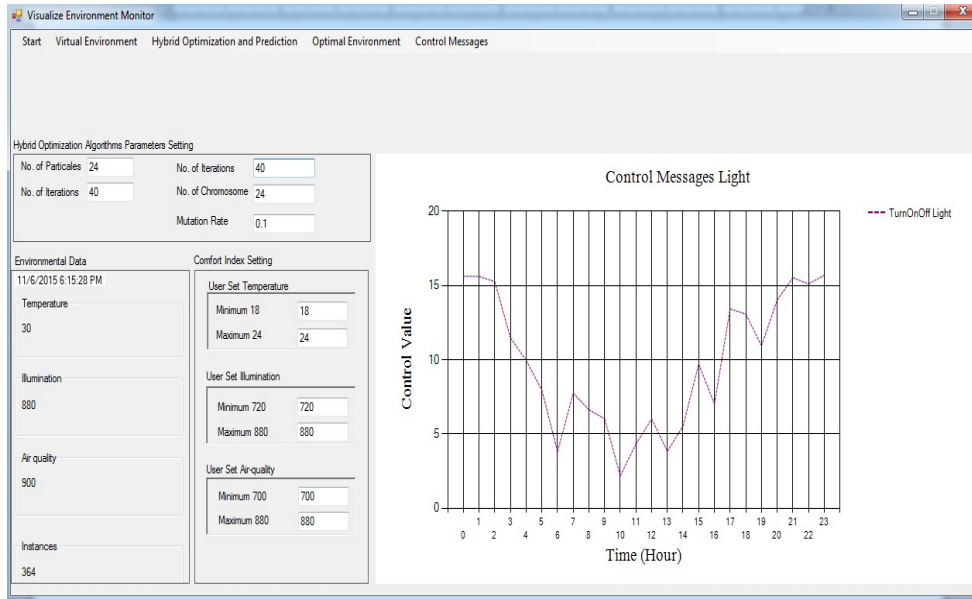 Visualize Environment Monitor
Start Virtual Environment Hybrid Optimization and Prediction Optimal Environment Control Messages
Hybrid Optimization Algorithms Parameters Setting
No. of Particales 24 No. of Iterations 40
No. of Iterations 40 No. of Chromosome 24
Mutation Rate 0.1
Environmental Data
11/6/2015 6:15:28 PM
Temperature
30
Illumination
880
Air quality
900
Instances
364
Comfort Index Setting
User Set Temperature
Minimum 18 18
Maximum 24 24
User Set Illumination
Minimum 720 720
Maximum 880 880
User Set Air-quality
Minimum 700 700
Maximum 880 880
Control Messages Light
TurnOnOff Light
Control Value
20
15
10
5
0
1 3 5 7 9 11 13 15 17 19 21 23
0 2 4 6 8 10 12 14 16 18 20 22
Time (Hour)